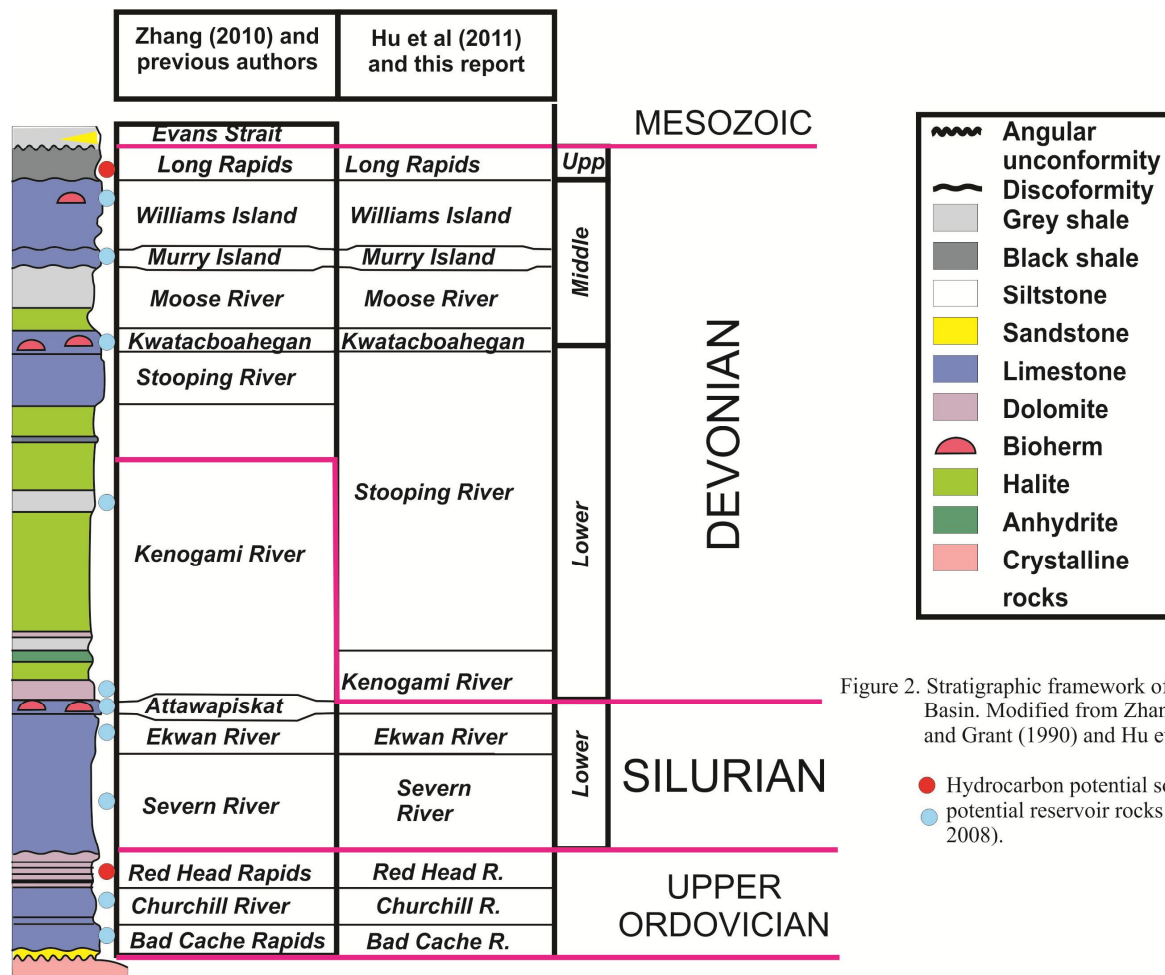 Zhang (2010) and
previous authors
Hu et al (2011)
and this report
MESOZOIC
Evans Strait
Long Rapids
Long Rapids
Upp
Williams Island
Williams Island
Murry Island
Murry Island
Middle
Moose River
Moose River
Kwatacboahegan
Kwatacboahegan
Stooping River
DEVONIAN
Stooping River
Lower
Kenogami River
Kenogami River
Attawapiskat
Ekwan River
Ekwan River
Lower
SILURIAN
Severn River
Severn
River
Red Head Rapids
Red Head R.
UPPER
ORDOVICIAN
Churchill River
Churchill R.
Bad Cache Rapids
Bad Cache R.
Angular
unconformity
Discoformity
Grey shale
Black shale
Siltstone
Sandstone
Limestone
Dolomite
Bioherm
Halite
Anhydrite
Crystalline
rocks
Figure 2. Stratigraphic framework of
Basin. Modified from Zhan
and Grant (1990) and Hu e
Hydrocarbon potential so
potential reservoir rocks
2008).